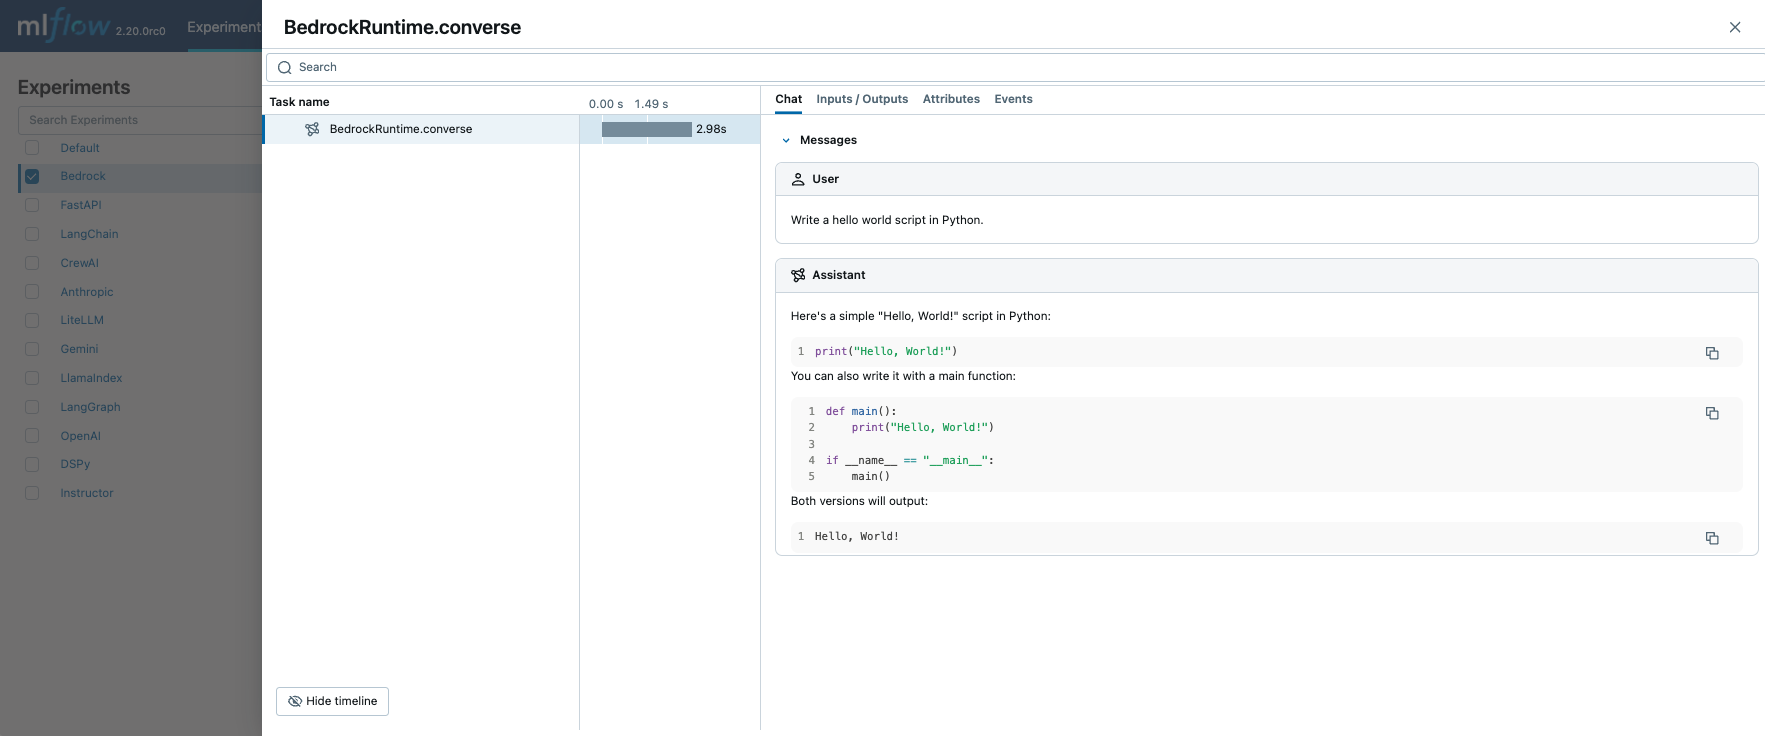 mlflow 2.20.0rc0 Experiment
Experiments
Search Experiments
Default
Bedrock
FastAPI
LangChain
CrewAI
Anthropic
LiteLLM
Gemini
LlamaIndex
LangGraph
OpenAI
DSPy
Instructor
BedrockRuntime.converse
Search
Task name
0.00 s 1.49 s
BedrockRuntime.converse 2.98s
Hide timeline
Chat Inputs / Outputs Attributes Events
Messages
User
Write a hello world script in Python.
Assistant
Here's a simple "Hello, World!" script in Python:
1 print("Hello, World!")
You can also write it with a main function:
1 def main():
2     print("Hello, World!")
3
4 if __name__ == "__main__":
5     main()
Both versions will output:
1 Hello, World!